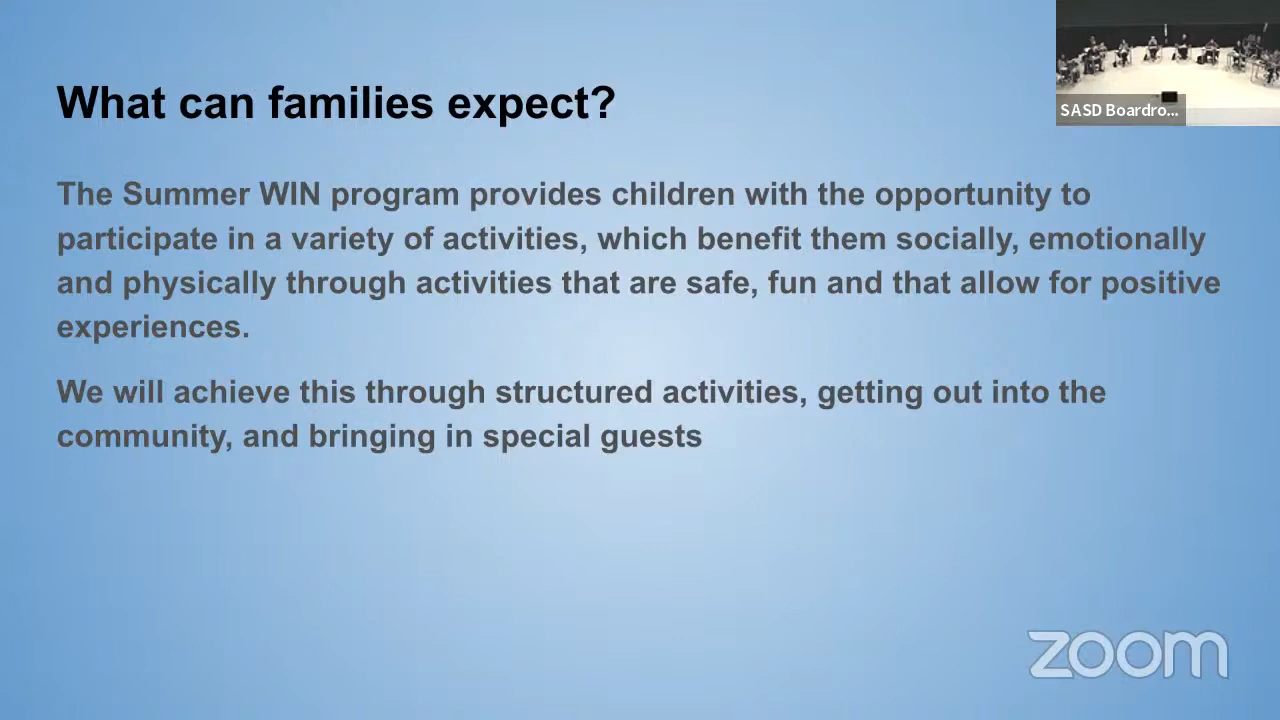 What can families expect?
SASD Boardro...
The Summer WIN program provides children with the opportunity to
participate in a variety of activities, which benefit them socially, emotionally
and physically through activities that are safe, fun and that allow for positive
experiences.
We will achieve this through structured activities, getting out into the
community, and bringing in special guests
zoom